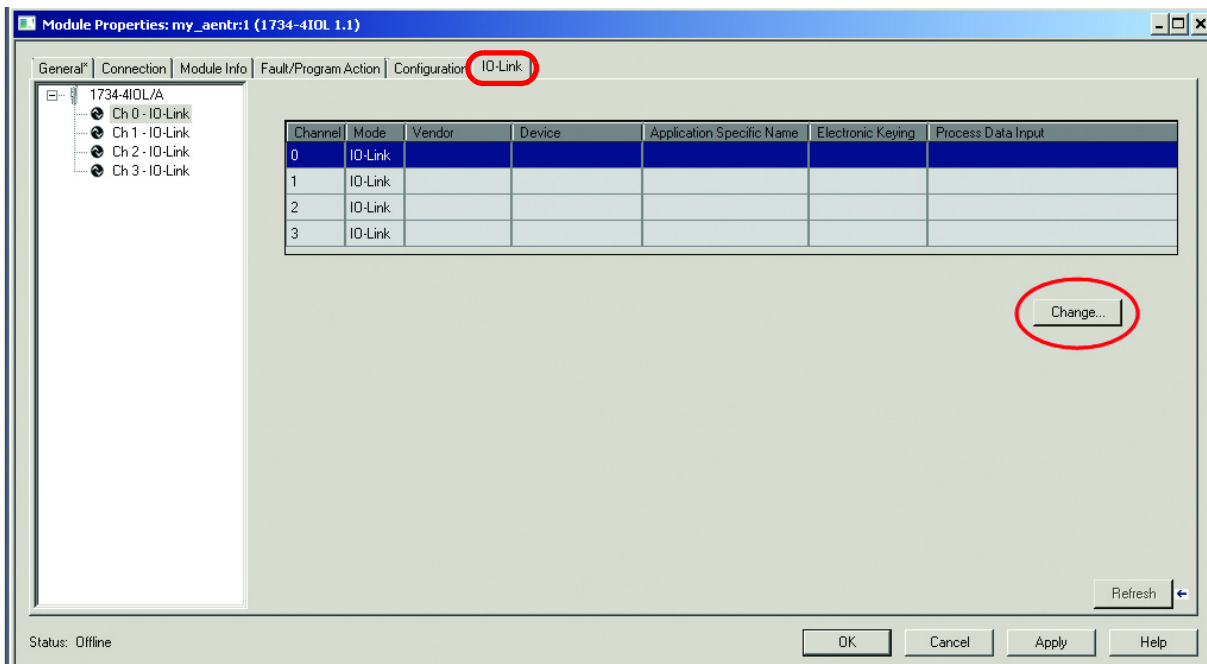 Module Properties: my_aentr:1 (1734-4IOL 1.1)
General* Connection Module Info Fault/Program Action Configuration IO-Link
1734-4IOL/A
Ch 0 - IO-Link
Ch 1 - IO-Link
Ch 2 - IO-Link
Ch 3 - IO-Link
Channel Mode Vendor Device Application Specific Name Electronic Keying Process Data Input
0 IO-Link
1 IO-Link
2 IO-Link
3 IO-Link
Change...
Refresh
Status: Offline
OK Cancel Apply Help